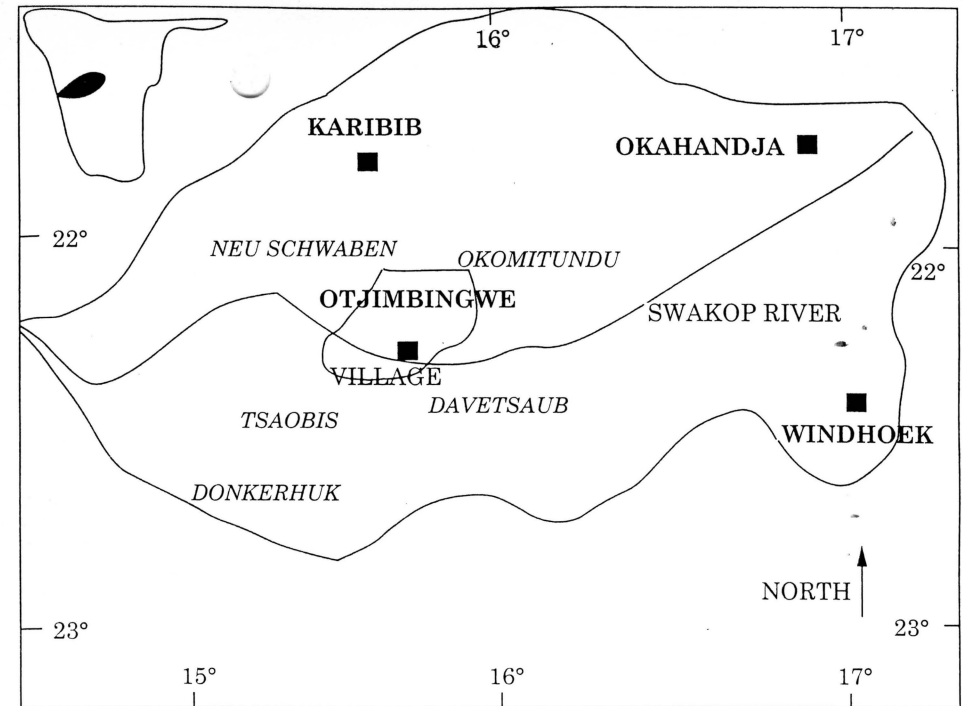 16°
17°
KARIBIB
OKAHANDJA
22°
NEU SCHWABEN
OKOMITUNDU
22°
OTJIMBINGWE
SWAKOP RIVER
VILLAGE
DAVETSAUB
TSAOBIS
WINDHOEK
DONKERHUK
NORTH
23°
23°
15°
16°
17°